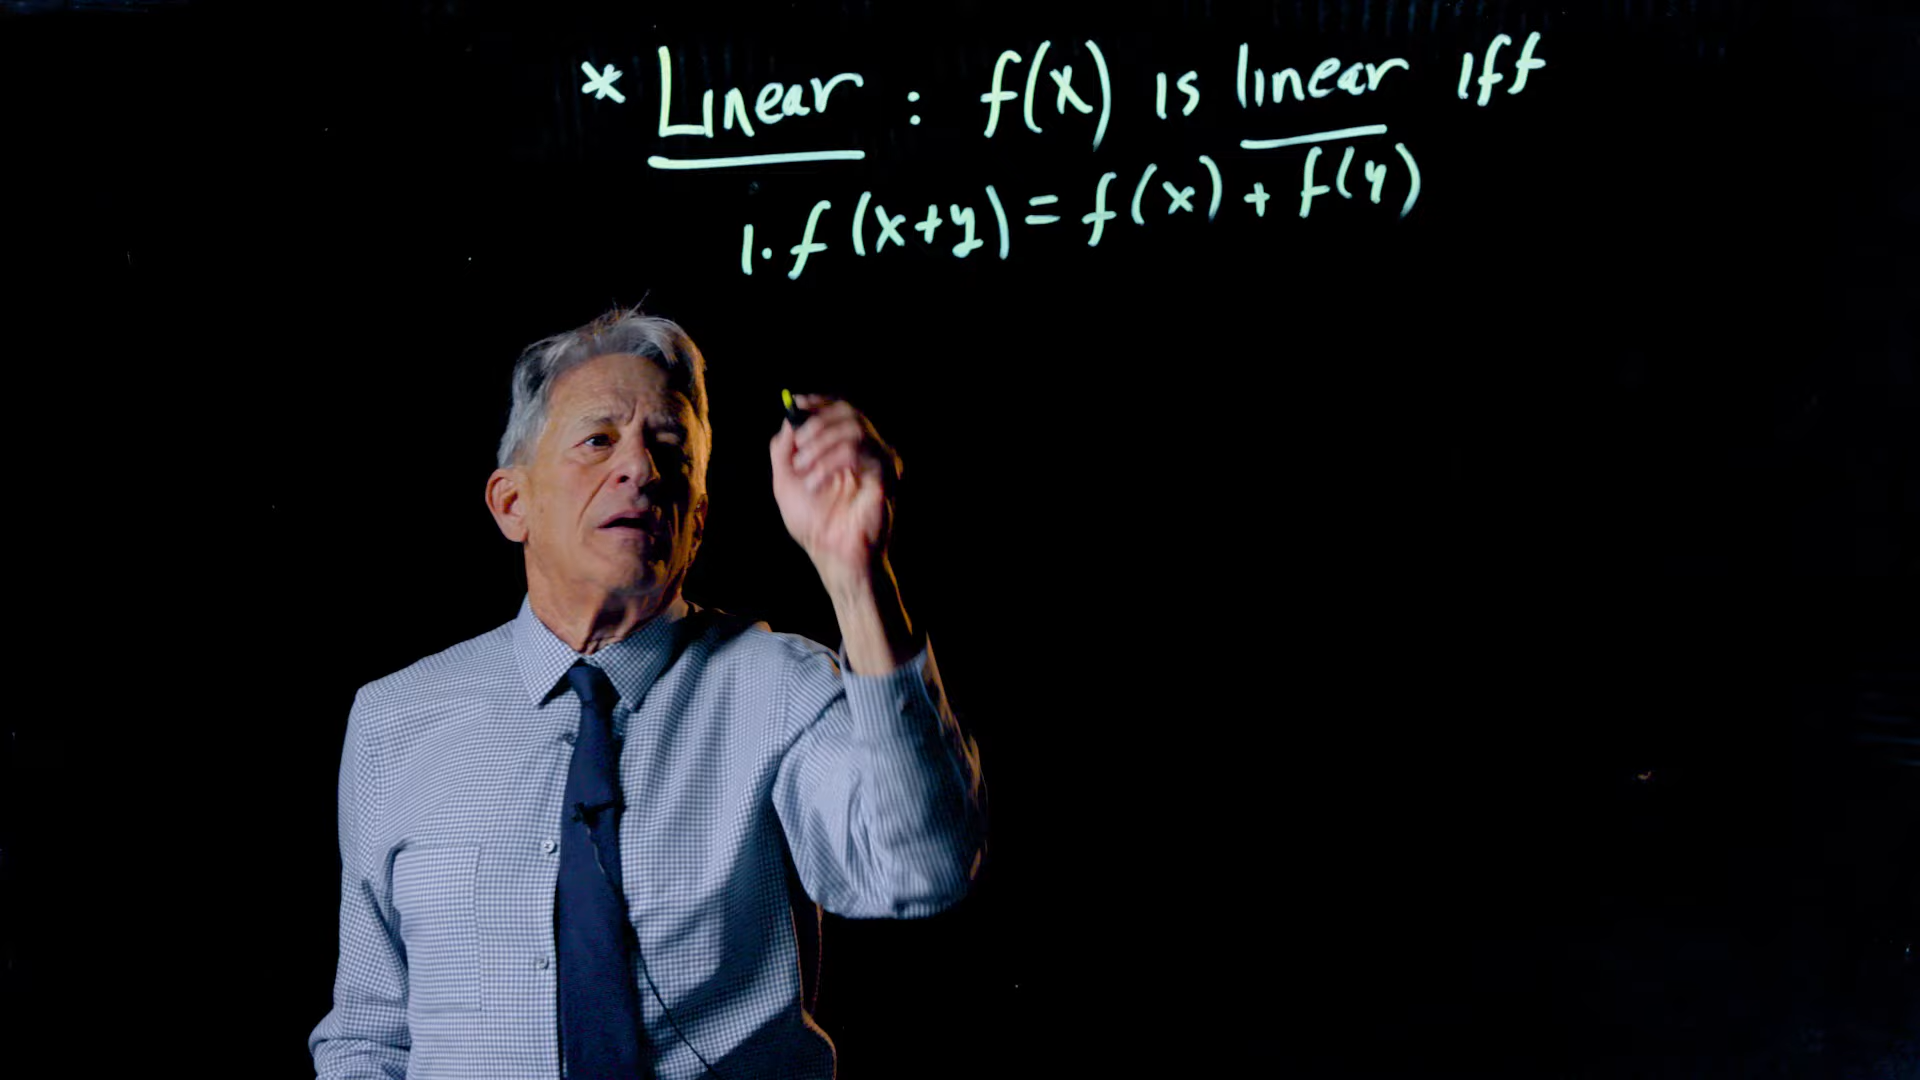 * Linear : f(x) is linear iff
1. f(x+y) = f(x) + f(y)